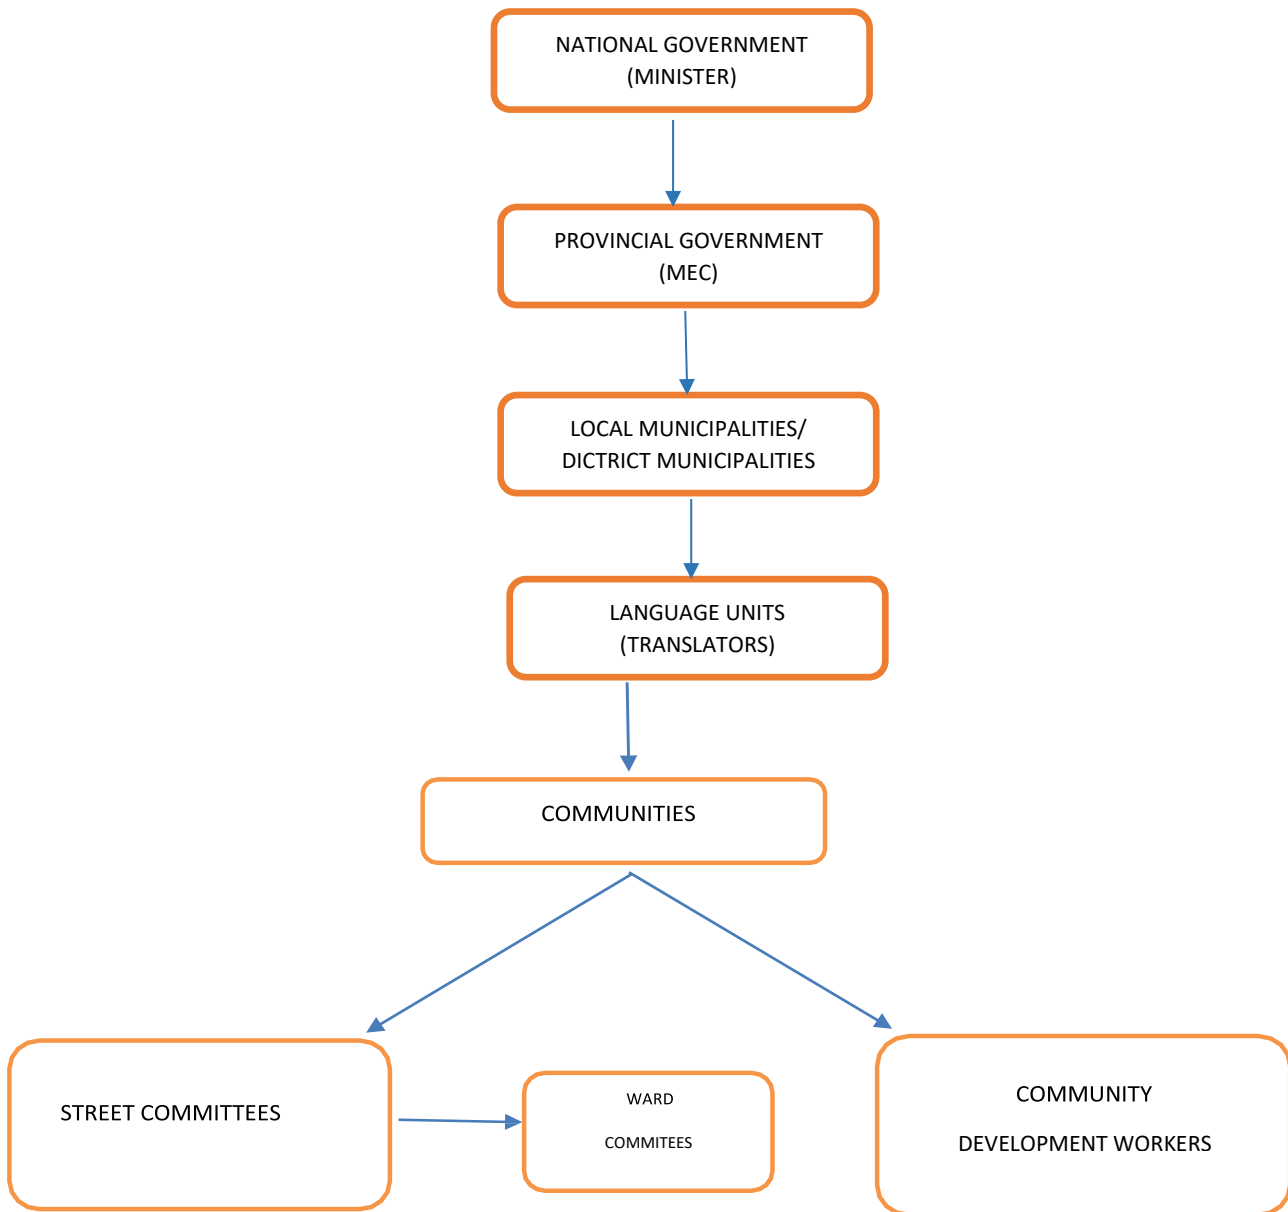 NATIONAL GOVERNMENT
(MINISTER)
PROVINCIAL GOVERNMENT
(MEC)
LOCAL MUNICIPALITIES/
DICTRICT MUNICIPALITIES
LANGUAGE UNITS
(TRANSLATORS)
COMMUNITIES
STREET COMMITTEES
WARD
COMMITEES
COMMUNITY
DEVELOPMENT WORKERS